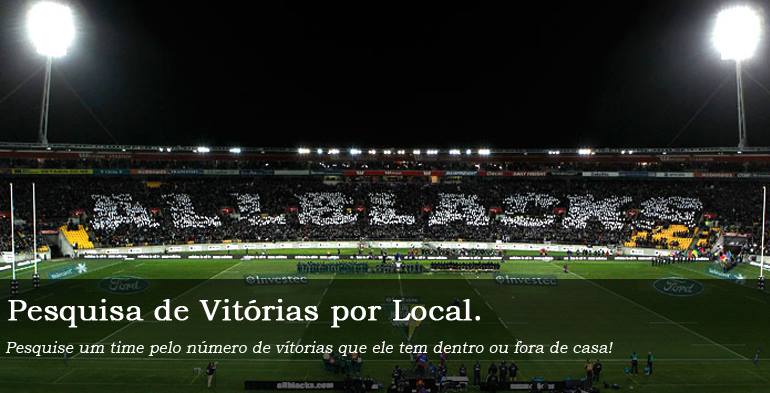 ALL BLACKS
Investec
Investec
Ford
Ford
Pesquisa de Vitórias por Local.
Pesquise um time pelo número de vítorias que ele tem dentro ou fora de casa!
allblacks.com